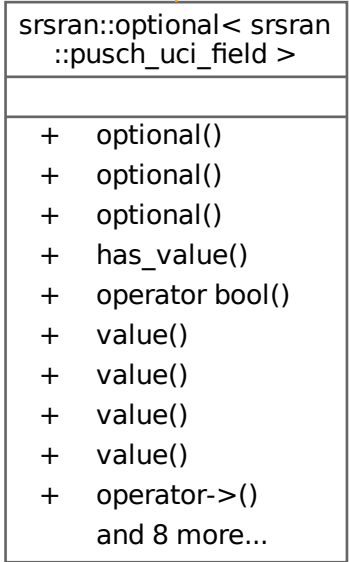 srsran::optional< srsran
::pusch_uci_field >
+ optional()
+ optional()
+ optional()
+ has_value()
+ operator bool()
+ value()
+ value()
+ value()
+ value()
+ operator->()
and 8 more...